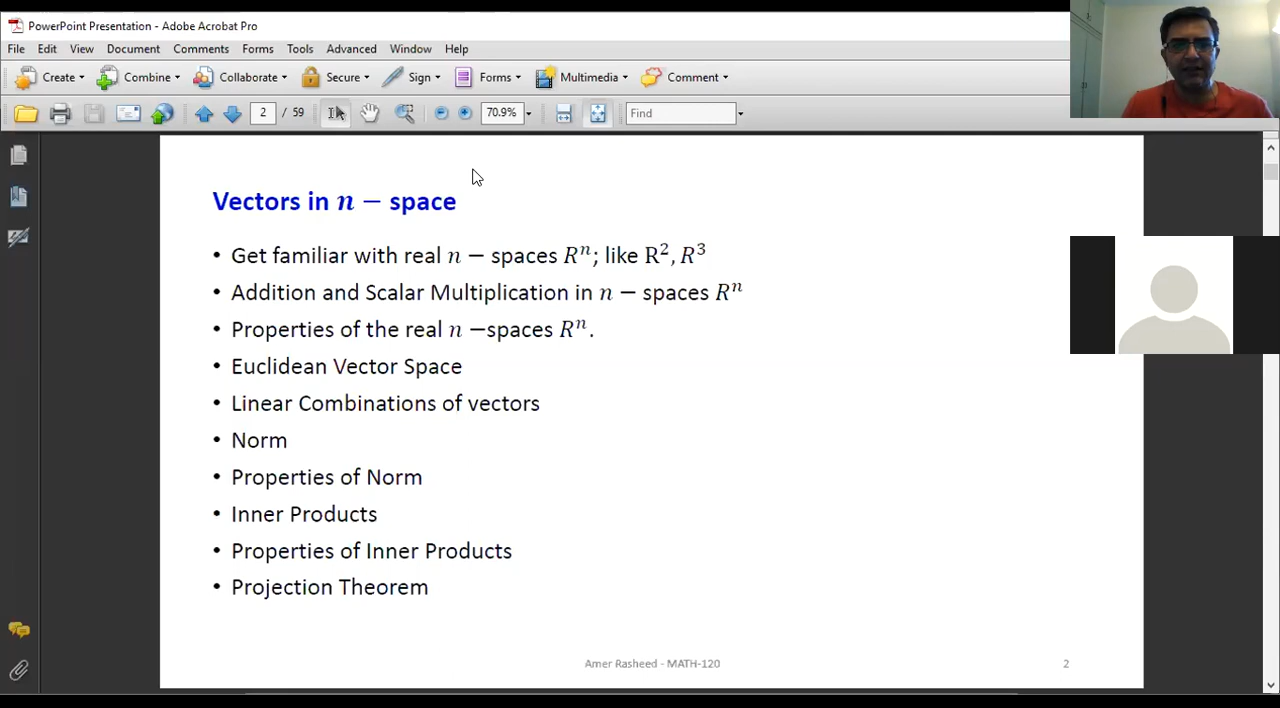 PowerPoint Presentation - Adobe Acrobat Pro
File Edit View Document Comments Forms Tools Advanced Window Help
Create Combine Collaborate Secure Sign Forms Multimedia Comment
2 / 59 70.9% Find
Vectors in n − space
• Get familiar with real n − spaces Rⁿ; like R², R³
• Addition and Scalar Multiplication in n − spaces Rⁿ
• Properties of the real n −spaces Rⁿ.
• Euclidean Vector Space
• Linear Combinations of vectors
• Norm
• Properties of Norm
• Inner Products
• Properties of Inner Products
• Projection Theorem
Amer Rasheed - MATH-120 2